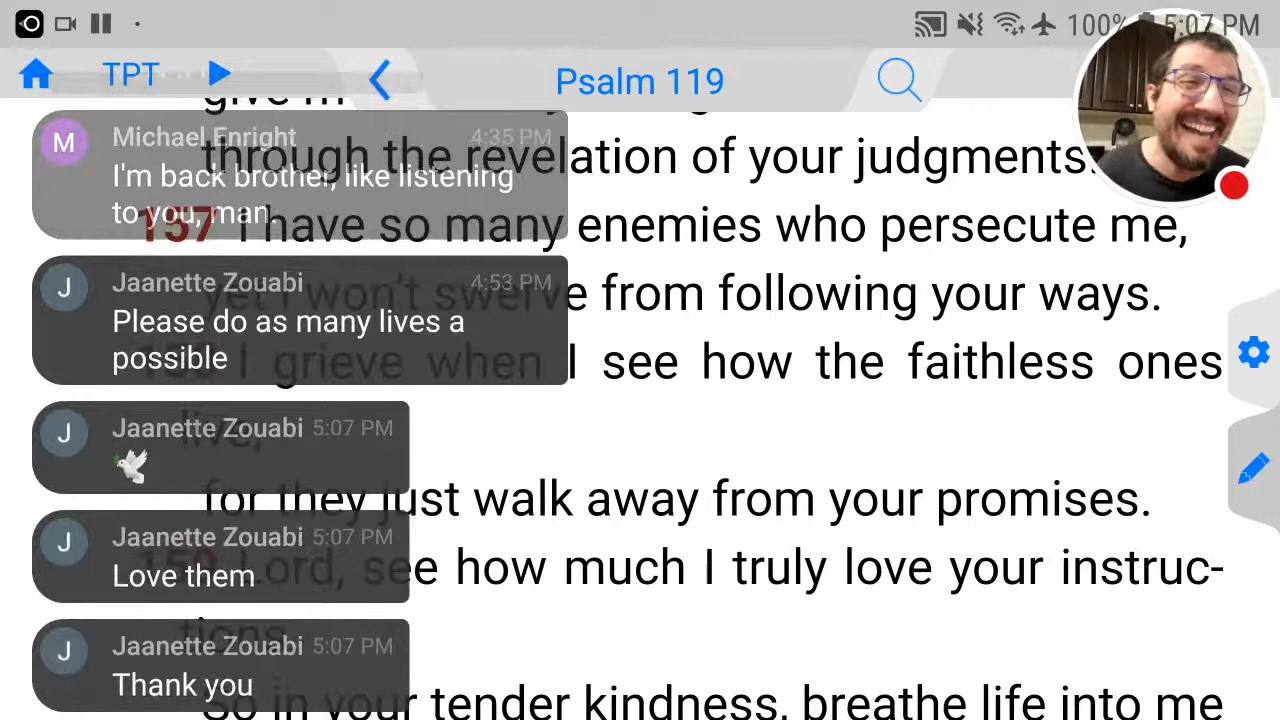 100% 5:07 PM
TPT Psalm 119
give m
through the revelation of your judgments.
157 I have so many enemies who persecute me,
yet I won't swerve from following your ways.
I grieve when I see how the faithless ones
live,
for they just walk away from your promises.
Lord, see how much I truly love your instruc-
tions.
So in your tender kindness, breathe life into me
M
Michael Enright 4:35 PM
I'm back brother, like listening
to you, man.
J
Jaanette Zouabi 4:53 PM
Please do as many lives a
possible
J
Jaanette Zouabi 5:07 PM
🕊️
J
Jaanette Zouabi 5:07 PM
Love them
J
Jaanette Zouabi 5:07 PM
Thank you